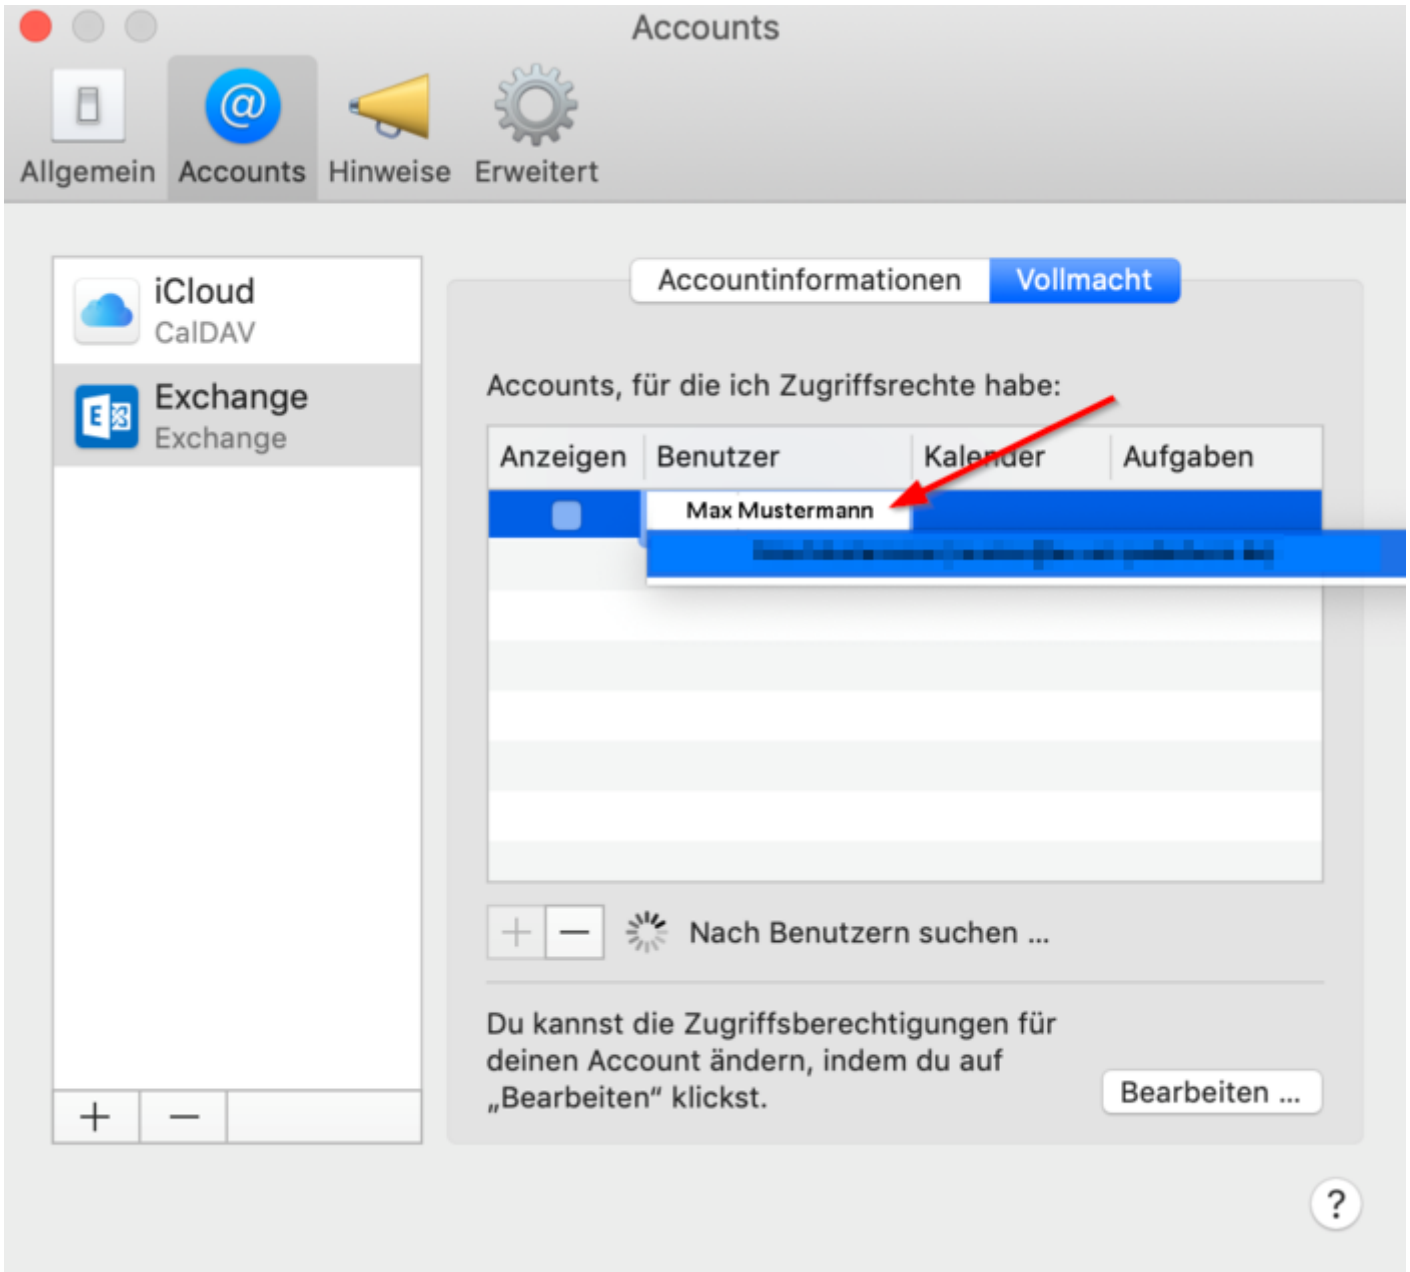 Accounts
@
Allgemein Accounts Hinweise Erweitert
iCloud
CalDAV
E
Exchange
Exchange
Accountinformationen Vollmacht
Accounts, für die ich Zugriffsrechte habe:
Anzeigen Benutzer Kalender Aufgaben
Max Mustermann
+ − Nach Benutzern suchen ...
Du kannst die Zugriffsberechtigungen für
deinen Account ändern, indem du auf
„Bearbeiten“ klickst.
Bearbeiten ...
+ −
?